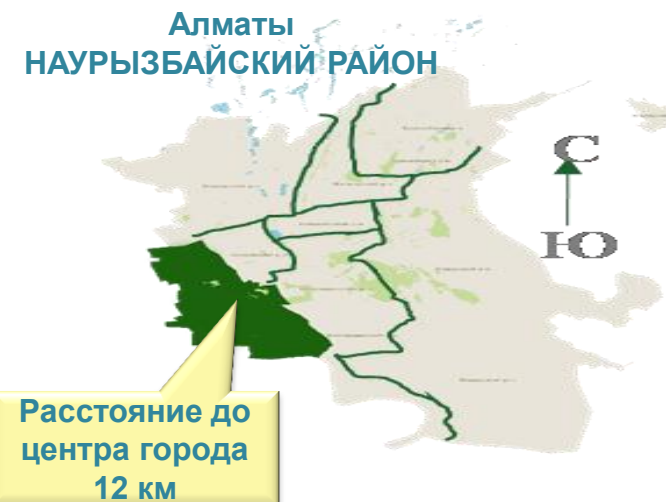 Алматы
НАУРЫЗБАЙСКИЙ РАЙОН
С
Ю
Расстояние до
центра города
12 км